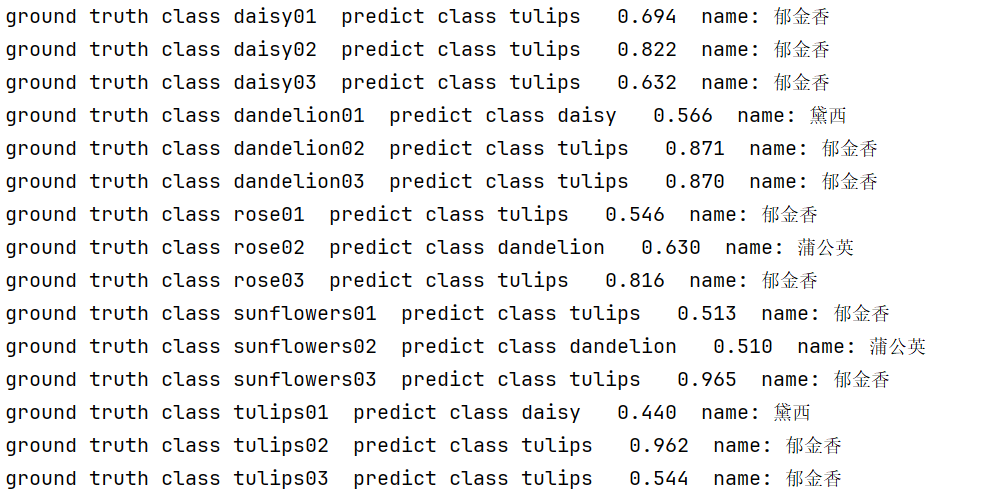 ground truth class daisy01  predict class tulips   0.694  name: 郁金香
ground truth class daisy02  predict class tulips   0.822  name: 郁金香
ground truth class daisy03  predict class tulips   0.632  name: 郁金香
ground truth class dandelion01  predict class daisy   0.566  name: 黛西
ground truth class dandelion02  predict class tulips   0.871  name: 郁金香
ground truth class dandelion03  predict class tulips   0.870  name: 郁金香
ground truth class rose01  predict class tulips   0.546  name: 郁金香
ground truth class rose02  predict class dandelion   0.630  name: 蒲公英
ground truth class rose03  predict class tulips   0.816  name: 郁金香
ground truth class sunflowers01  predict class tulips   0.513  name: 郁金香
ground truth class sunflowers02  predict class dandelion   0.510  name: 蒲公英
ground truth class sunflowers03  predict class tulips   0.965  name: 郁金香
ground truth class tulips01  predict class daisy   0.440  name: 黛西
ground truth class tulips02  predict class tulips   0.962  name: 郁金香
ground truth class tulips03  predict class tulips   0.544  name: 郁金香